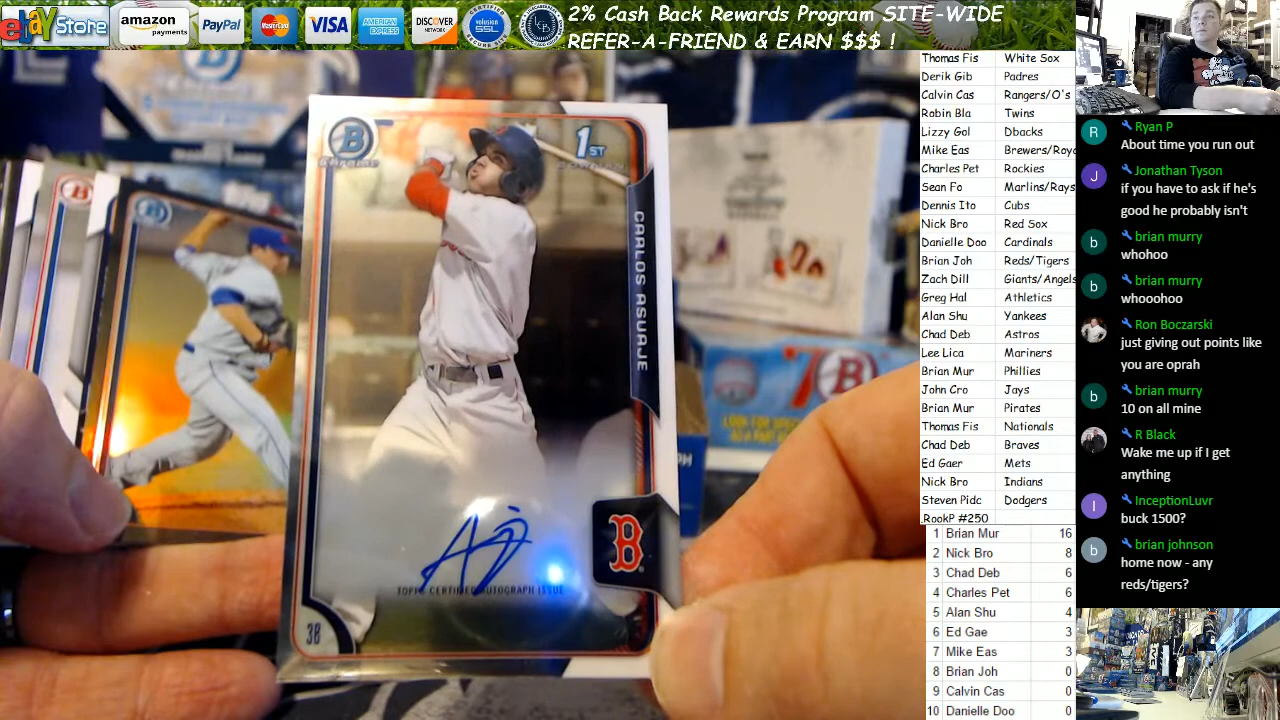 ebay Store
amazon
payments
PayPal
MasterCard
VISA
AMERICAN
EXPRESS
DISCOVER
NETWORK
volusion
SSL
2% Cash Back Rewards Program SITE-WIDE
REFER-A-FRIEND & EARN $$$ !
B
Chrome
1ST
BOWMAN
CARLOS ASUAJE
B
TOPPS CERTIFIED AUTOGRAPH ISSUE
38
Thomas Fis White Sox
Derik Gib Padres
Calvin Cas Rangers/O's
Robin Bla Twins
Lizzy Gol Dbacks
Mike Eas Brewers/Roya
Charles Pet Rockies
Sean Fo Marlins/Rays
Dennis Ito Cubs
Nick Bro Red Sox
Danielle Doo Cardinals
Brian Joh Reds/Tigers
Zach Dill Giants/Angels
Greg Hal Athletics
Alan Shu Yankees
Chad Deb Astros
Lee Lica Mariners
Brian Mur Phillies
John Cro Jays
Brian Mur Pirates
Thomas Fis Nationals
Chad Deb Braves
Ed Gaer Mets
Nick Bro Indians
Steven Pidc Dodgers
.RookP #250
1 Brian Mur 16
2 Nick Bro 8
3 Chad Deb 6
4 Charles Pet 6
5 Alan Shu 4
6 Ed Gae 3
7 Mike Eas 3
8 Brian Joh 0
9 Calvin Cas 0
10 Danielle Doo 0
R Ryan P
About time you run out
J Jonathan Tyson
if you have to ask if he's
good he probably isn't
b brian murry
whohoo
b brian murry
whooohoo
Ron Boczarski
just giving out points like
you are oprah
b brian murry
10 on all mine
R Black
Wake me up if I get
anything
I InceptionLuvr
buck 1500?
b brian johnson
home now - any
reds/tigers?